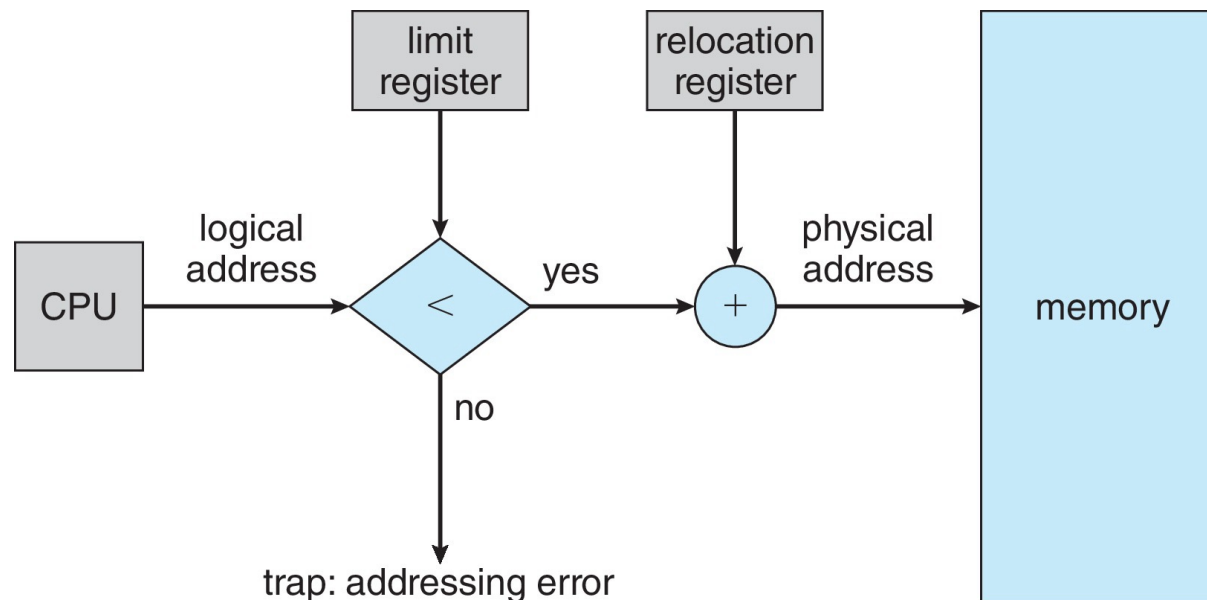 limit
register
relocation
register
logical
address
physical
address
CPU
<
yes
+
memory
no
trap: addressing error